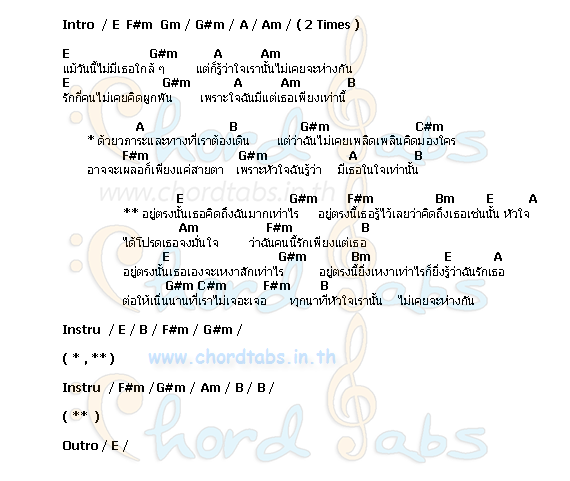 Intro / E F#m Gm / G#m / A / Am / ( 2 Times )
E G#m A Am
แม้วันนี้ไม่มีเธอใกล้ ๆ แต่ก็รู้ว่าใจเรานั้นไม่เคยจะห่างกัน
E G#m A Am B
รักกี่คนไม่เคยคิดผูกพัน เพราะใจฉันมีแต่เธอเพียงเท่านี้
A B G#m C#m
* ด้วยวภาระและทางที่เราต้องเดิน แต่ว่าฉันไม่เคยเพลิดเพลินคิดมองใคร
F#m G#m A B
อาจจะเผลอก็เพียงแค่สายตา เพราะหัวใจฉันรู้ว่า มีเธอในใจเท่านั้น
www.chordtabs.in.th
E G#m F#m Bm E A
** อยู่ตรงนั้นเธอคิดถึงฉันมากเท่าไร อยู่ตรงนี้เธอรู้ไว้เลยว่าคิดถึงเธอเช่นนั้น หัวใจ
Am F#m B
ได้โปรดเธอจงมั่นใจ ว่าฉันคนนี้รักเพียงแต่เธอ
E G#m Bm E A
อยู่ตรงนั้นเธอเองจะเหงาสักเท่าไร อยู่ตรงนี้ยิ่งเหงาเท่าไรก็ยิ่งรู้ว่าฉันรักเธอ
G#m C#m F#m B
ต่อให้เนิ่นนานที่เราไม่เจอะเจอ ทุกนาทีหัวใจเรานั้น ไม่เคยจะห่างกัน
Instru / E / B / F#m / G#m /
( * , ** )
www.chordtabs.in.th
Instru / F#m / G#m / Am / B / B /
( ** )
Chord Tabs
Outro / E /